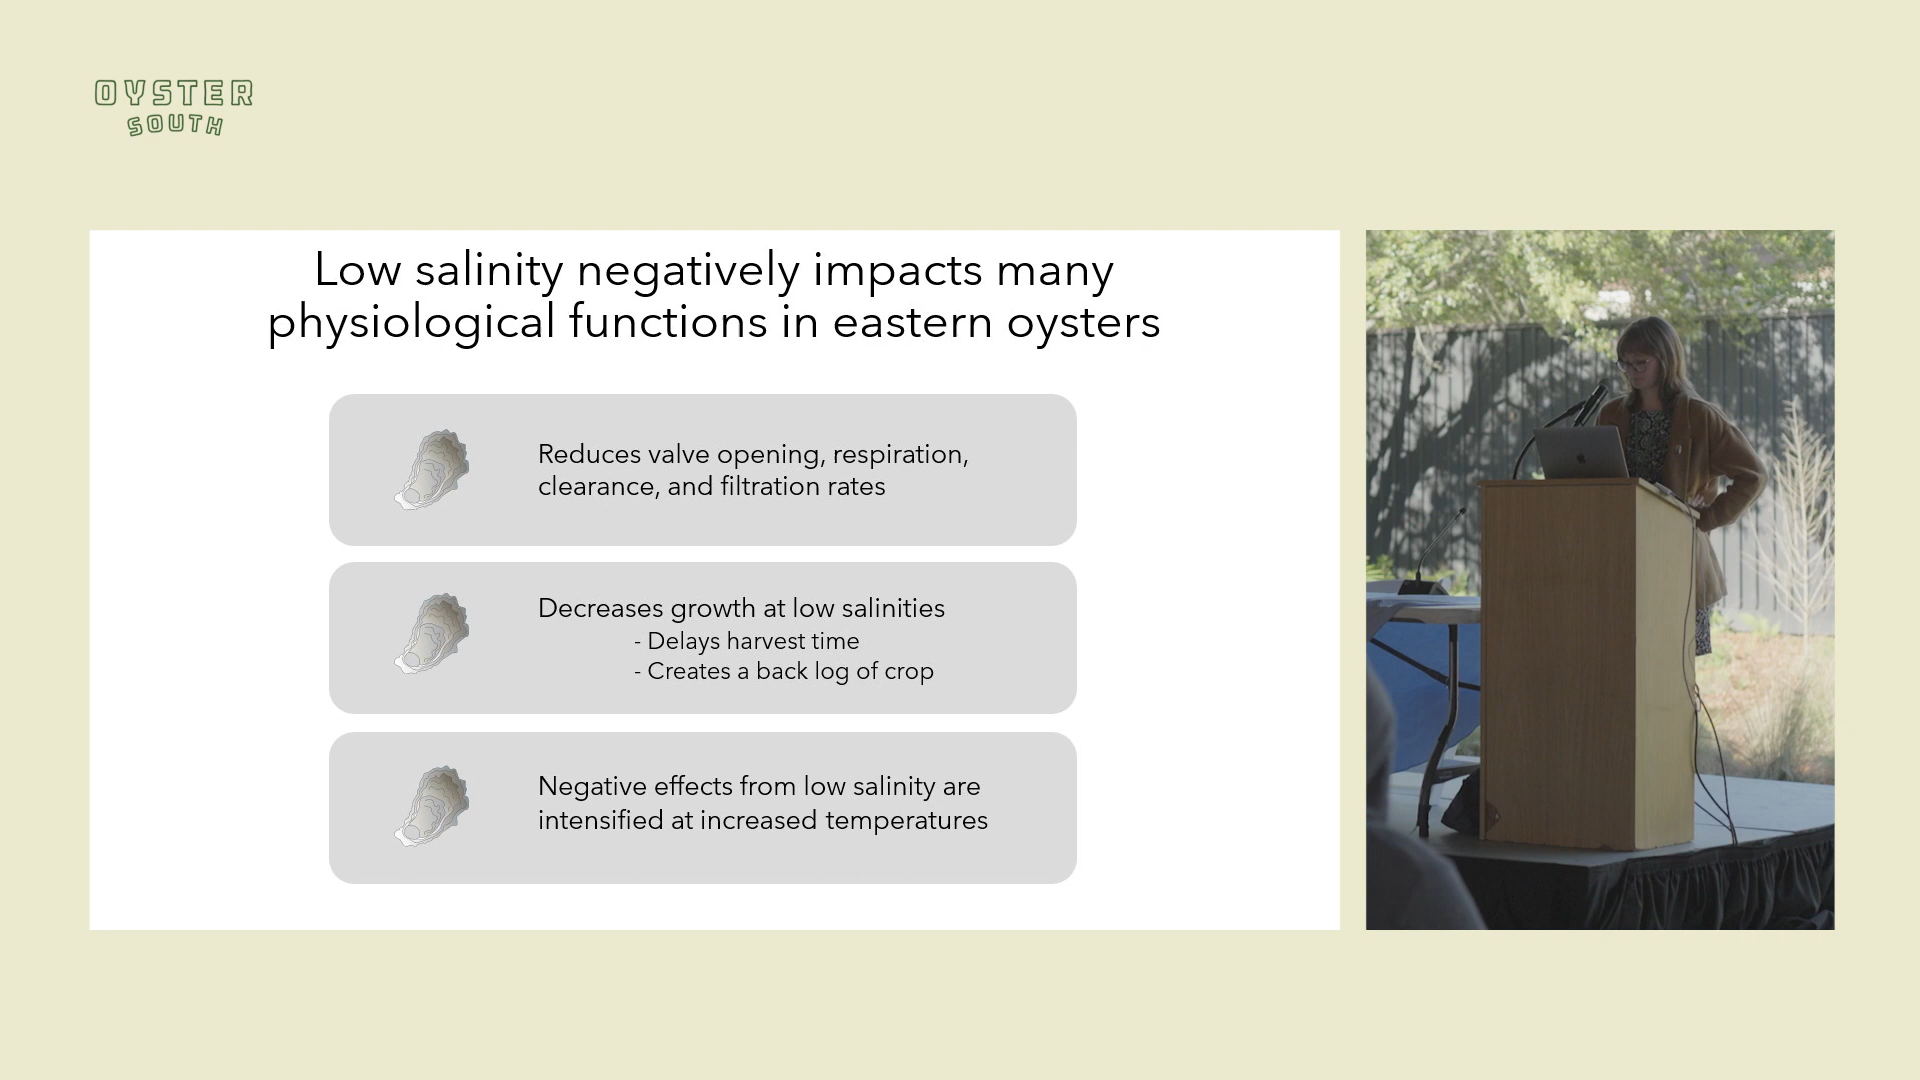 OYSTER
SOUTH
Low salinity negatively impacts many
physiological functions in eastern oysters
Reduces valve opening, respiration,
clearance, and filtration rates
Decreases growth at low salinities
- Delays harvest time
- Creates a back log of crop
Negative effects from low salinity are
intensified at increased temperatures